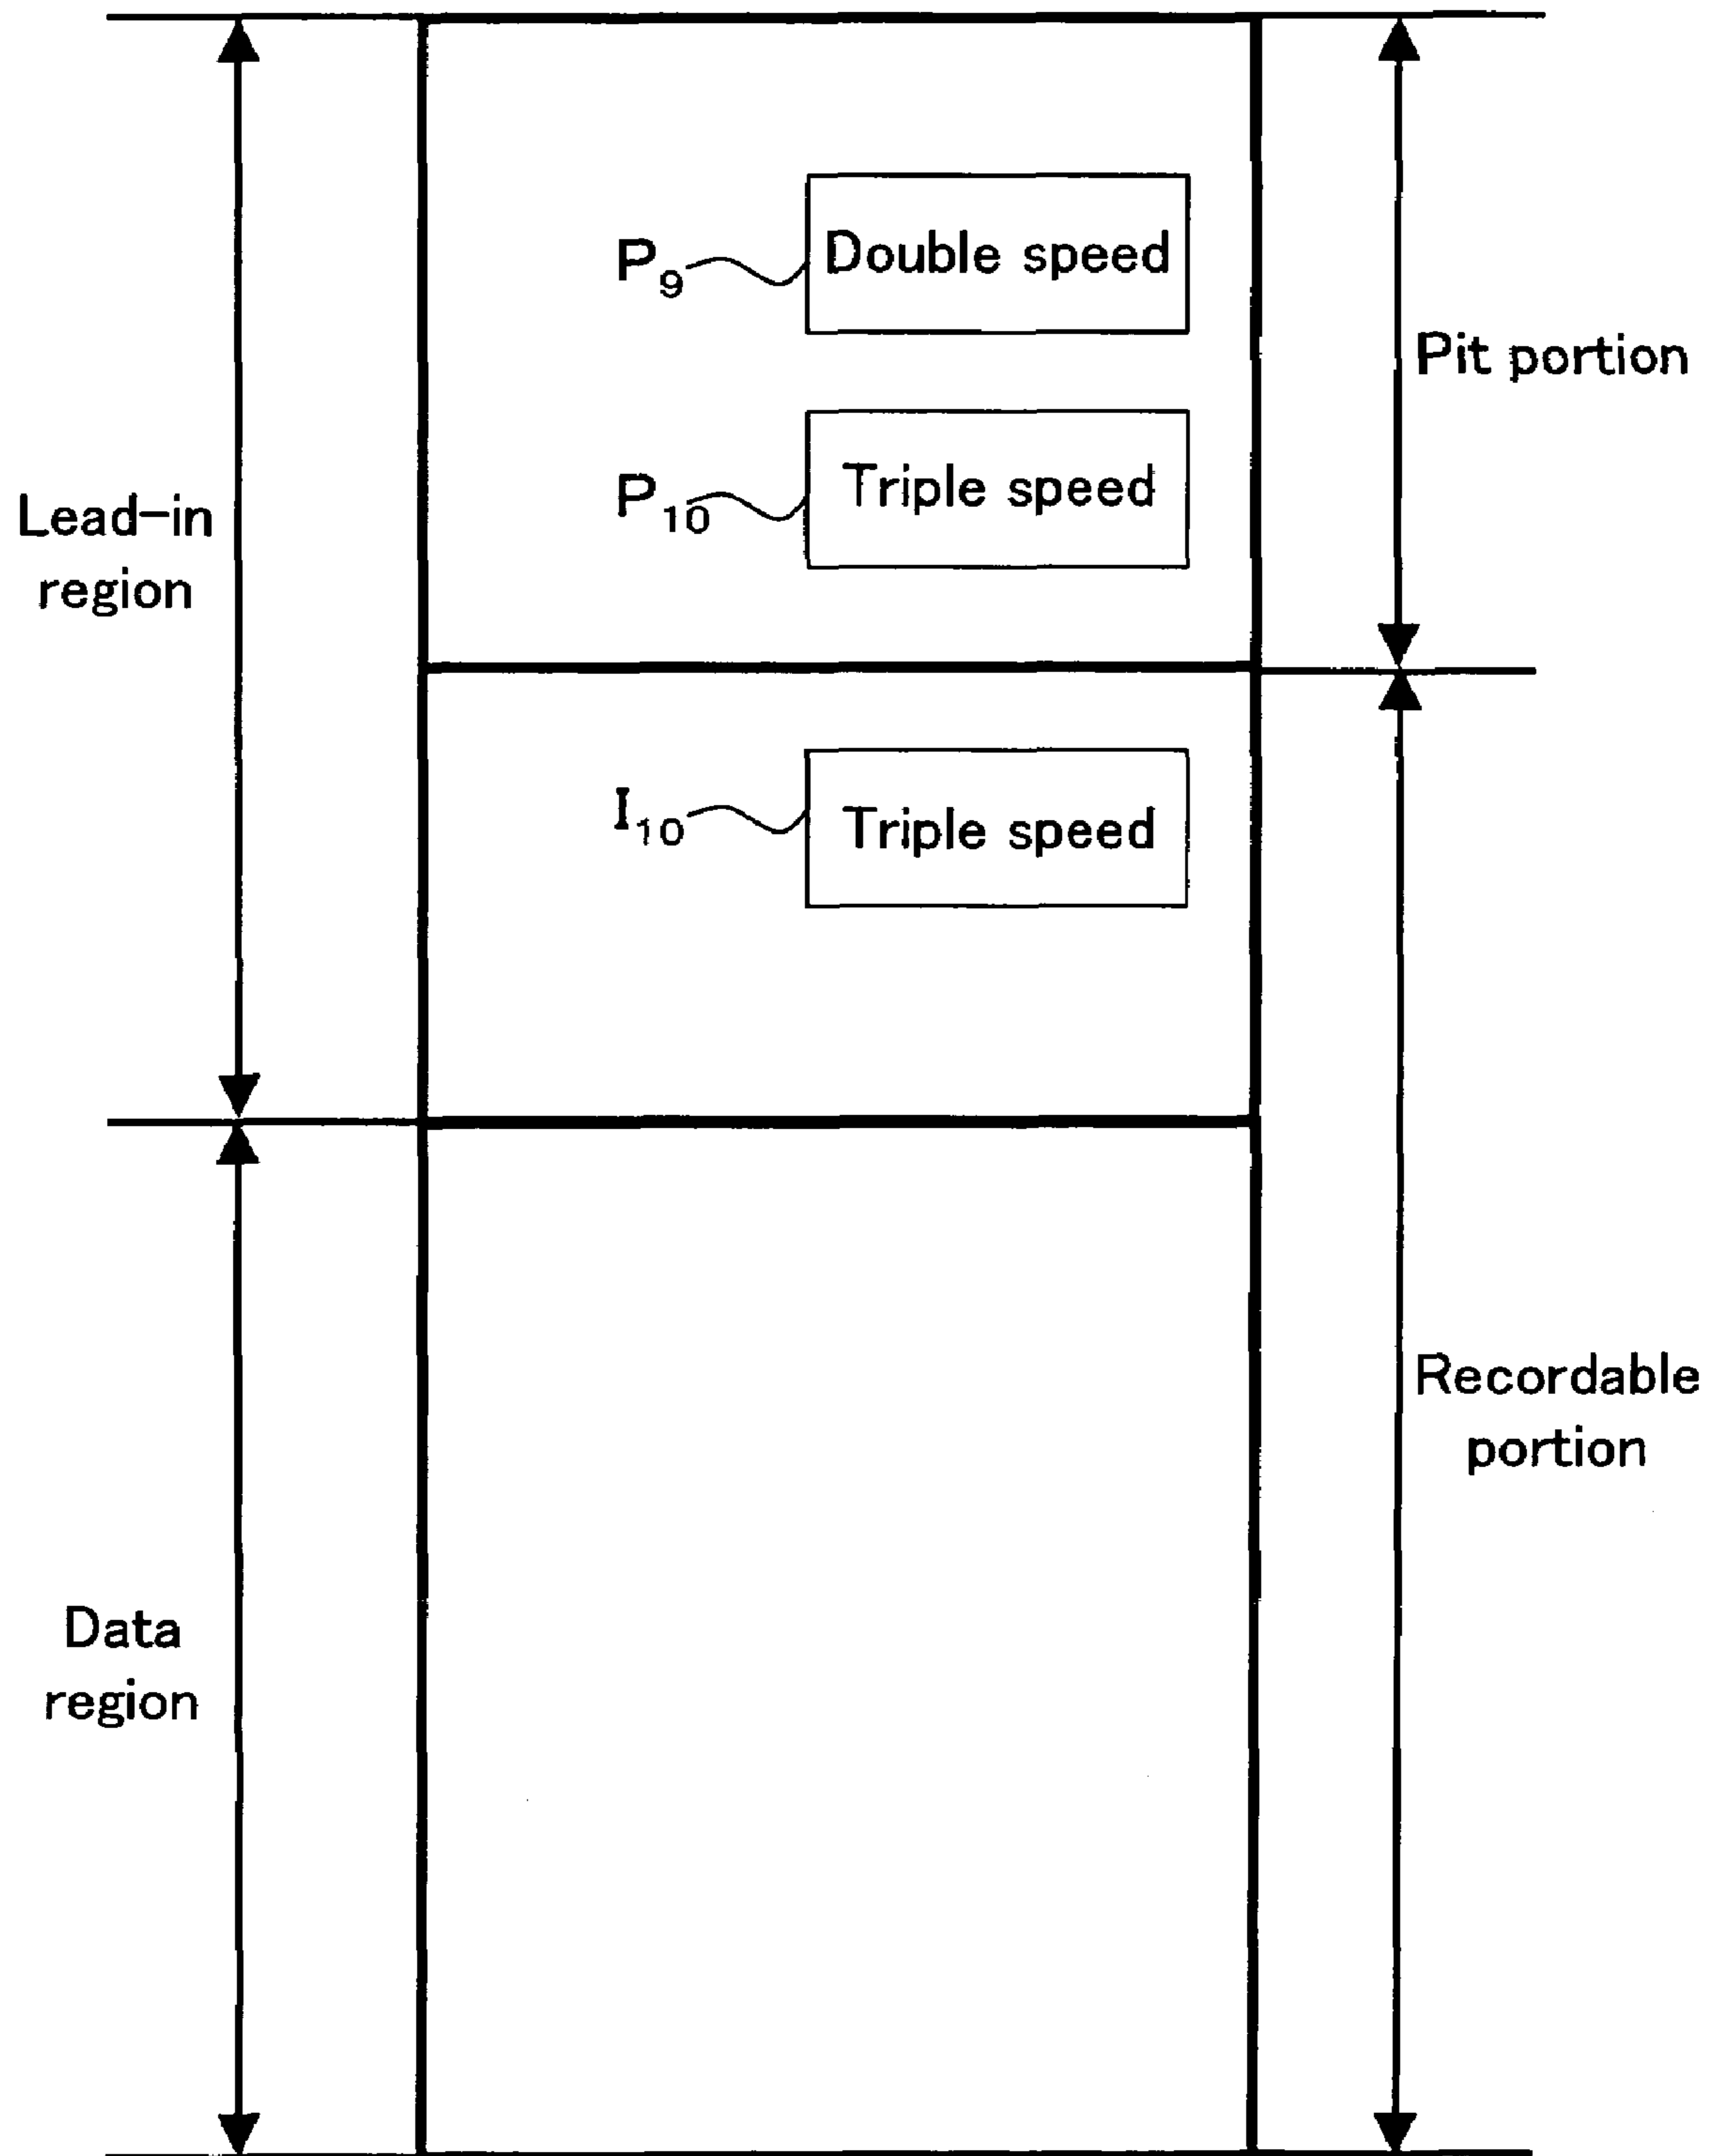 P9 Double speed
Pit portion
P10 Triple speed
Lead-in
region
I10 Triple speed
Recordable
portion
Data
region